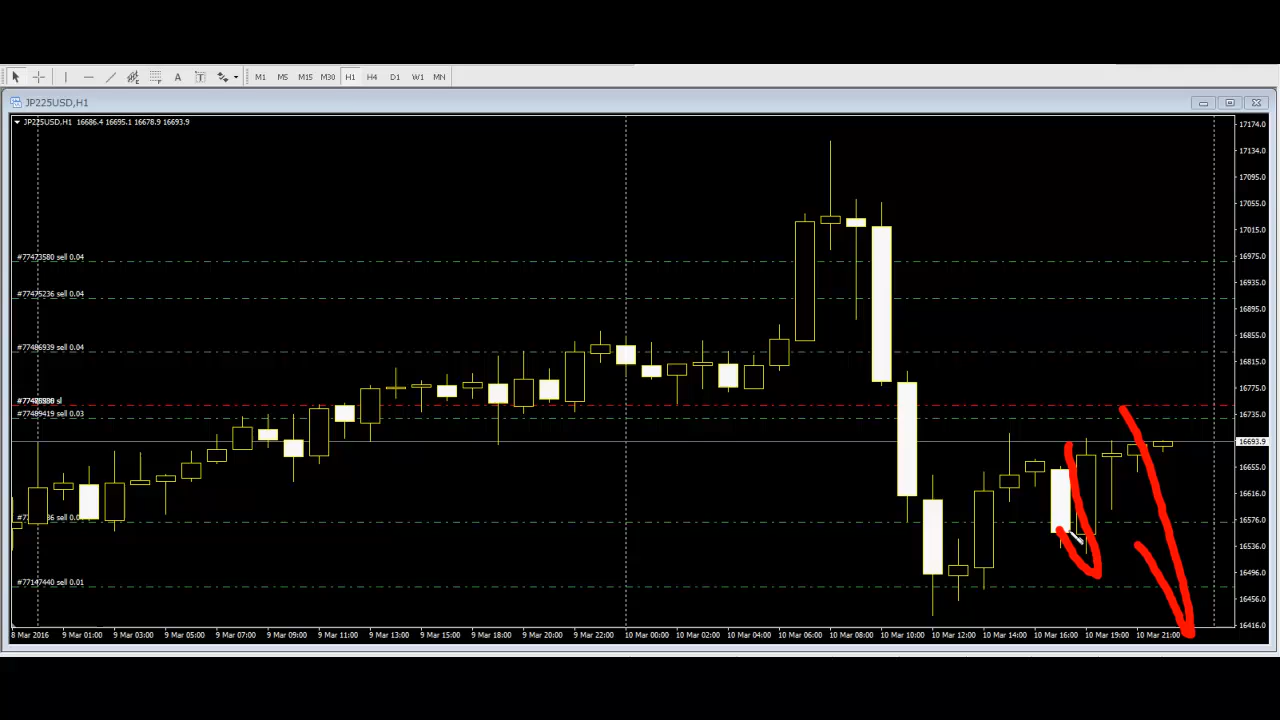 A T M1 M5 M15 M30 H1 H4 D1 W1 MN
JP225USD,H1
JP225USD,H1 16686.4 16695.1 16678.9 16693.9
17174.0
17134.0
17095.0
17055.0
17015.0
#77473580 sell 0.04
16975.0
#77475236 sell 0.04
16935.0
16895.0
16855.0
#77486939 sell 0.04
16815.0
16775.0
sl
#77489419 sell 0.03
16735.0
16693.9
16655.0
16616.0
16576.0
16536.0
#77147440 sell 0.01
16496.0
16456.0
16416.0
8 Mar 2016 9 Mar 01:00 9 Mar 03:00 9 Mar 05:00 9 Mar 07:00 9 Mar 09:00 9 Mar 11:00 9 Mar 13:00 9 Mar 15:00 9 Mar 18:00 9 Mar 20:00 9 Mar 22:00 10 Mar 00:00 10 Mar 02:00 10 Mar 04:00 10 Mar 06:00 10 Mar 08:00 10 Mar 10:00 10 Mar 12:00 10 Mar 14:00 10 Mar 16:00 10 Mar 19:00 10 Mar 21:00